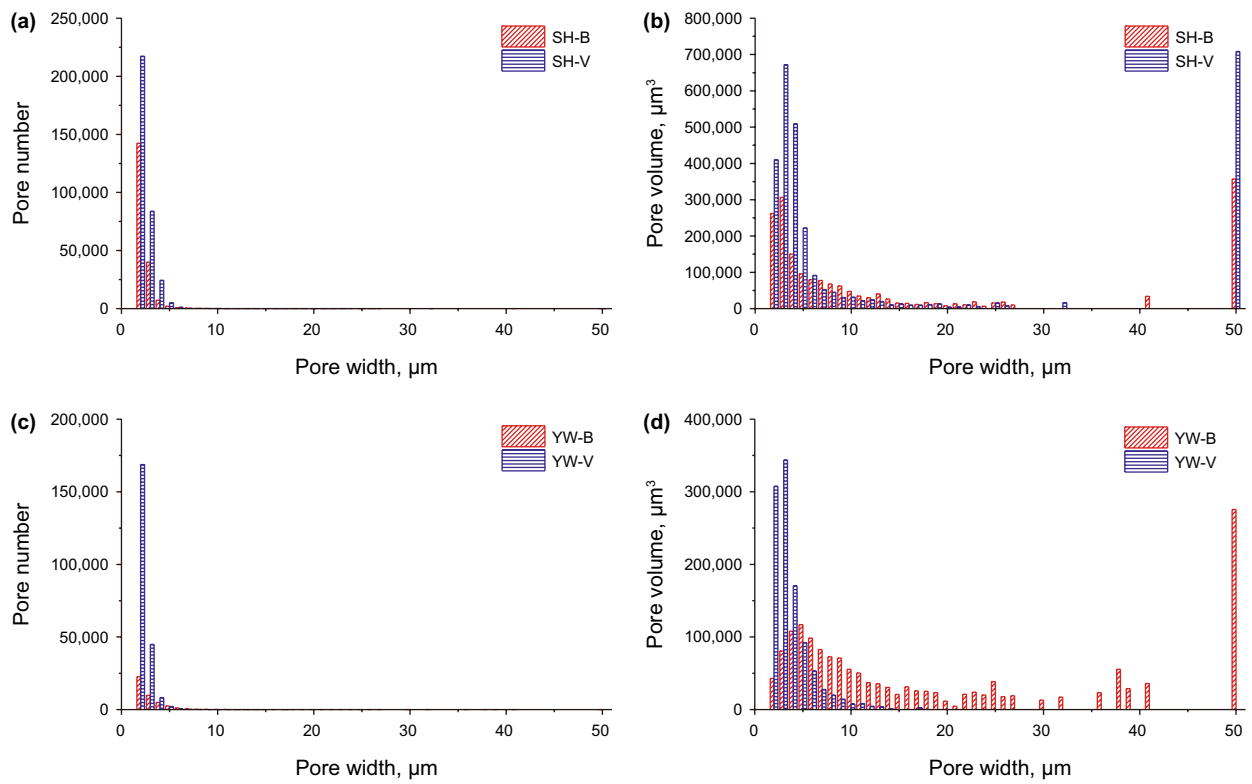 (a)
250,000
200,000
150,000
100,000
50,000
0
Pore number
0 10 20 30 40 50
Pore width, µm
SH-B
SH-V
(b)
800,000
700,000
600,000
500,000
400,000
300,000
200,000
100,000
0
Pore volume, µm³
0 10 20 30 40 50
Pore width, µm
SH-B
SH-V
(c)
200,000
150,000
100,000
50,000
0
Pore number
0 10 20 30 40 50
Pore width, µm
YW-B
YW-V
(d)
400,000
300,000
200,000
100,000
0
Pore volume, µm³
0 10 20 30 40 50
Pore width, µm
YW-B
YW-V